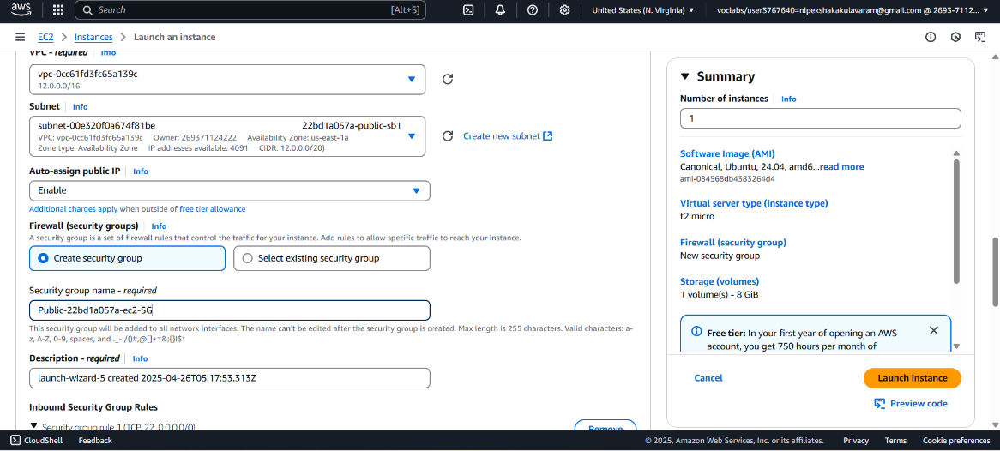 aws
Search [Alt+S]
United States (N. Virginia) voclabs/user3767640=nipekshakakulavaram@gmail.com @ 2693-7112...
EC2 > Instances > Launch an instance
VPC - required Info
vpc-0cc61fd3fc65a139c
12.0.0.0/16
Subnet Info
subnet-00e320f0a674f81be 22bd1a057a-public-sb1
VPC: vpc-0cc61fd3fc65a139c Owner: 269371124222 Availability Zone: us-east-1a
Zone type: Availability Zone IP addresses available: 4091 CIDR: 12.0.0.0/20)
Create new subnet
Auto-assign public IP Info
Enable
Additional charges apply when outside of free tier allowance
Firewall (security groups) Info
A security group is a set of firewall rules that control the traffic for your instance. Add rules to allow specific traffic to reach your instance.
Create security group
Select existing security group
Security group name - required
Public-22bd1a057a-ec2-SG
This security group will be added to all network interfaces. The name can't be edited after the security group is created. Max length is 255 characters. Valid characters: a-
z, A-Z, 0-9, spaces, and ._-:/()#,@[]+=&;{}!$*
Description - required Info
launch-wizard-5 created 2025-04-26T05:17:53.313Z
Inbound Security Group Rules
Security group rule 1 (TCP, 22, 0.0.0.0/0)
Remove
Summary
Number of instances Info
1
Software Image (AMI)
Canonical, Ubuntu, 24.04, amd6...read more
ami-084568db4383264d4
Virtual server type (instance type)
t2.micro
Firewall (security group)
New security group
Storage (volumes)
1 volume(s) - 8 GiB
Free tier: In your first year of opening an AWS
account, you get 750 hours per month of
Cancel
Launch instance
Preview code
CloudShell Feedback
© 2025, Amazon Web Services, Inc. or its affiliates. Privacy Terms Cookie preferences